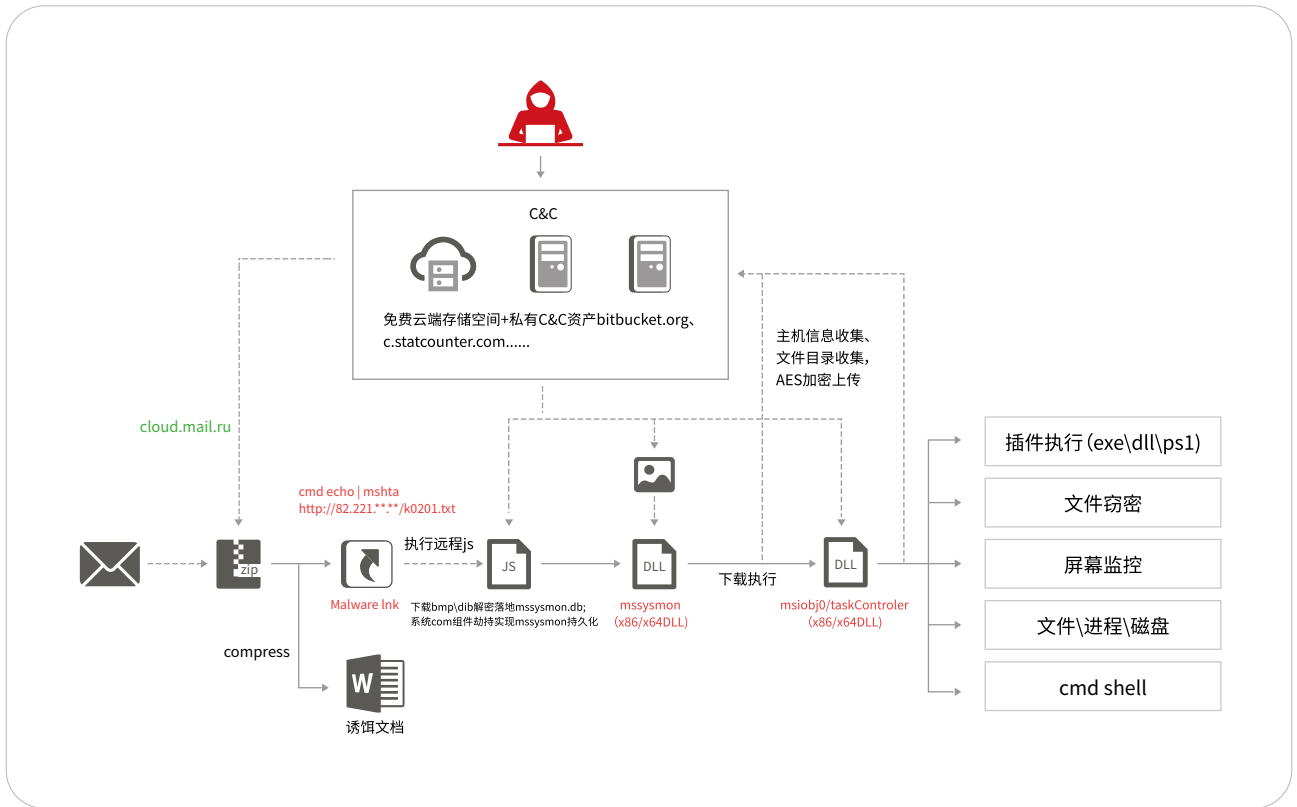 C&C
免费云端存储空间+私有C&C资产bitbucket.org、
c.statcounter.com......
主机信息收集、
文件目录收集，
AES加密上传
cloud.mail.ru
cmd echo | mshta
http://82.221.**.**/k0201.txt
执行远程js
zip
JS
DLL
下载执行
DLL
Malware lnk
下载bmp\dib解密落地mssysmon.db;
系统com组件劫持实现mssysmon持久化
mssysmon
（x86/x64DLL）
msiobj0/taskControler
（x86/x64DLL）
compress
W
诱饵文档
插件执行（exe\dll\ps1）
文件窃密
屏幕监控
文件\进程\磁盘
cmd shell